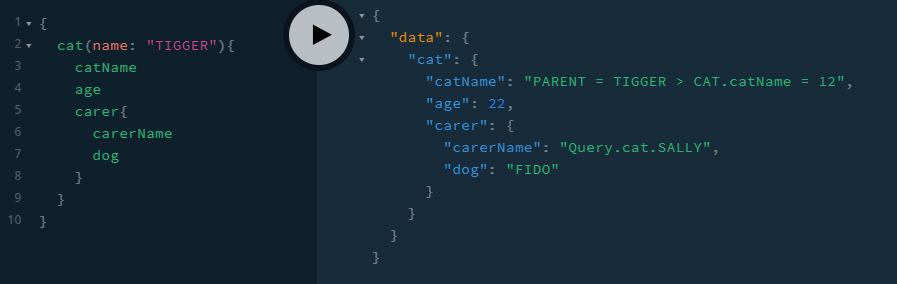 1 {
2 cat(name: "TIGGER"){
3 catName
4 age
5 carer{
6 carerName
7 dog
8 }
9 }
10 }
{
"data": {
"cat": {
"catName": "PARENT = TIGGER > CAT.catName = 12",
"age": 22,
"carer": {
"carerName": "Query.cat.SALLY",
"dog": "FIDO"
}
}
}
}